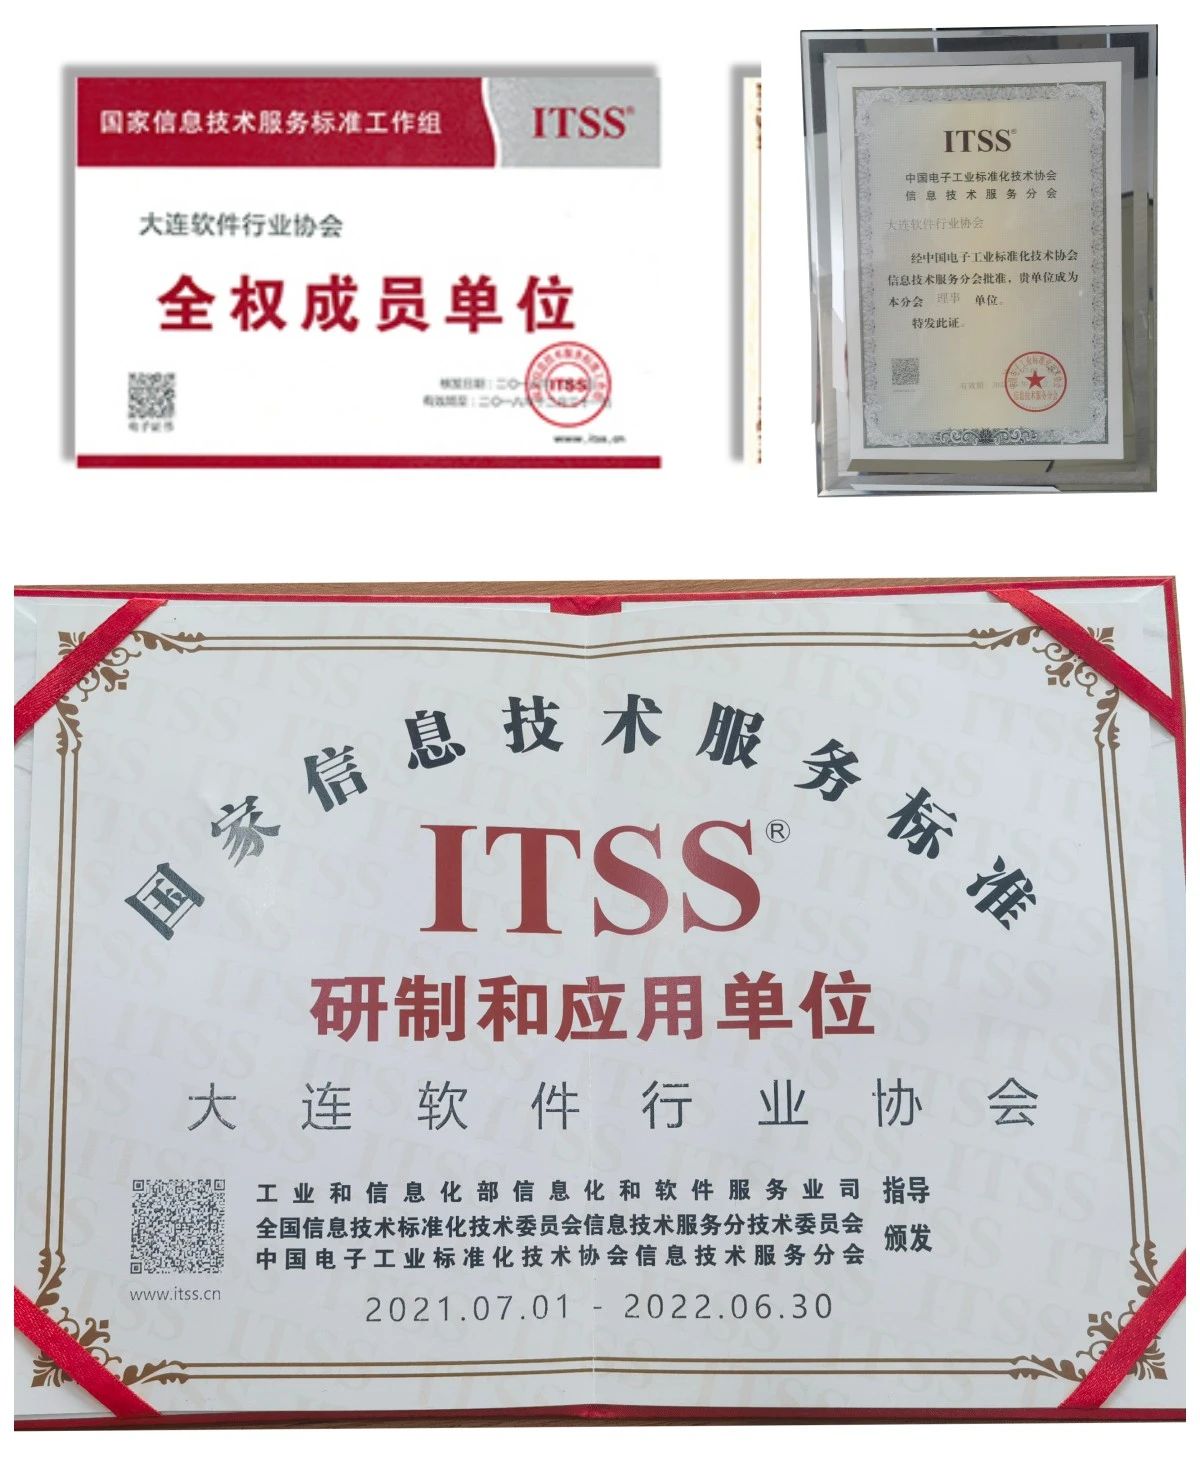 国家信息技术服务标准工作组
ITSS®
大连软件行业协会
全权成员单位
电子证书
ITSS
www.itss.cn
ITSS®
中国电子工业标准化技术协会
信息技术服务分会
大连软件行业协会
经中国电子工业标准化技术协会
信息技术服务分会批准，贵单位成为
本分会 理事 单位。
特发此证。
国家信息技术服务标准
ITSS®
研制和应用单位
大连软件行业协会
工业和信息化部信息化和软件服务业司 指导
全国信息技术标准化技术委员会信息技术服务分技术委员会
中国电子工业标准化技术协会信息技术服务分会
颁发
www.itss.cn
2021.07.01 - 2022.06.30